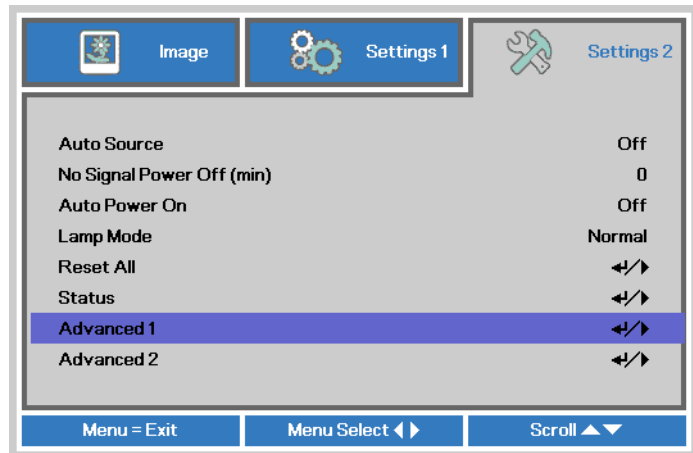 Image Settings 1 Settings 2
Auto Source Off
No Signal Power Off (min) 0
Auto Power On Off
Lamp Mode Normal
Reset All ↵/▶
Status ↵/▶
Advanced 1 ↵/▶
Advanced 2 ↵/▶
Menu = Exit Menu Select ◀▶ Scroll ▲▼